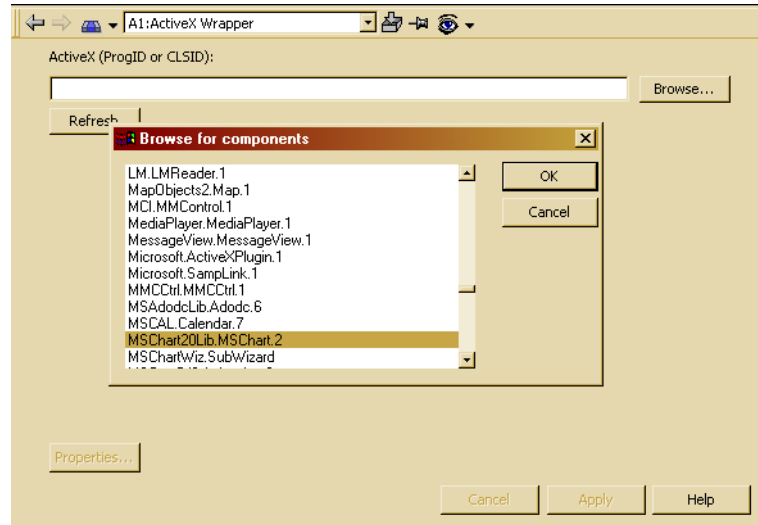 A1:ActiveX Wrapper
ActiveX (ProgID or CLSID):
Browse...
Refresh
Browse for components
LM.LMReader.1
MapObjects2.Map.1
MCI.MMControl.1
MediaPlayer.MediaPlayer.1
MessageView.MessageView.1
Microsoft.ActiveXPlugin.1
Microsoft.SampLink.1
MMCCtrl.MMCCtrl.1
MSAdodcLib.Adodc.6
MSCAL.Calendar.7
MSChart20Lib.MSChart.2
MSChartWiz.SubWizard
OK
Cancel
Properties...
Cancel Apply Help